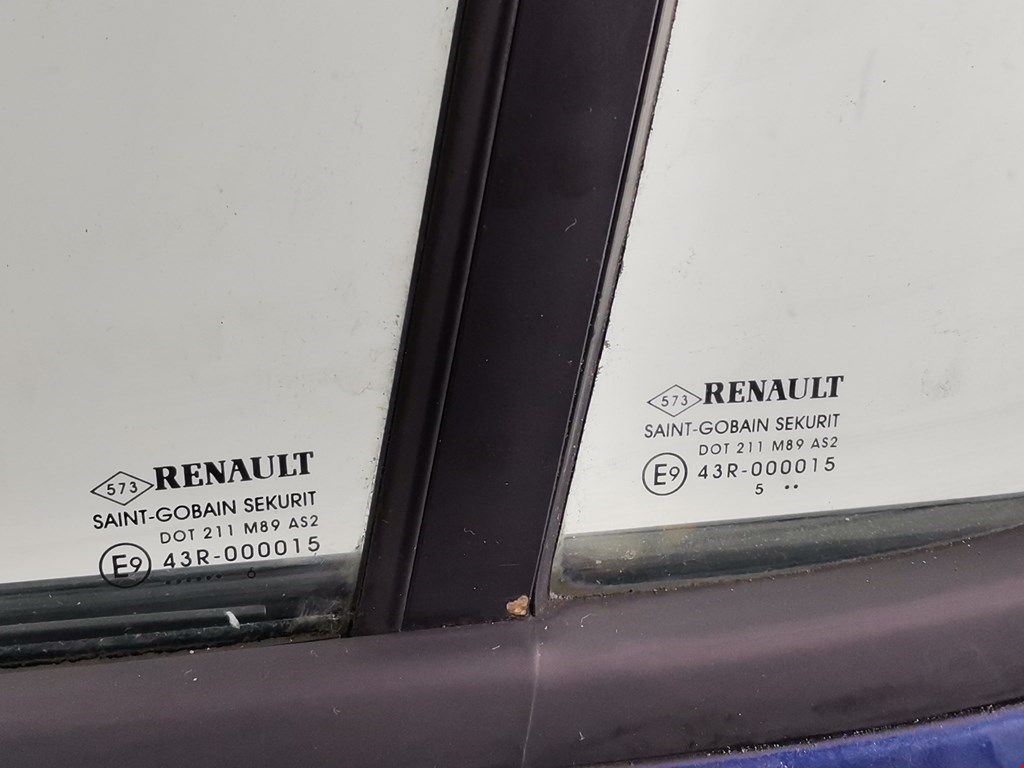 573 RENAULT
SAINT-GOBAIN SEKURIT
DOT 211 M89 AS2
E9 43R-000015
...... 6
573 RENAULT
SAINT-GOBAIN SEKURIT
DOT 211 M89 AS2
E9 43R-000015
5 ..